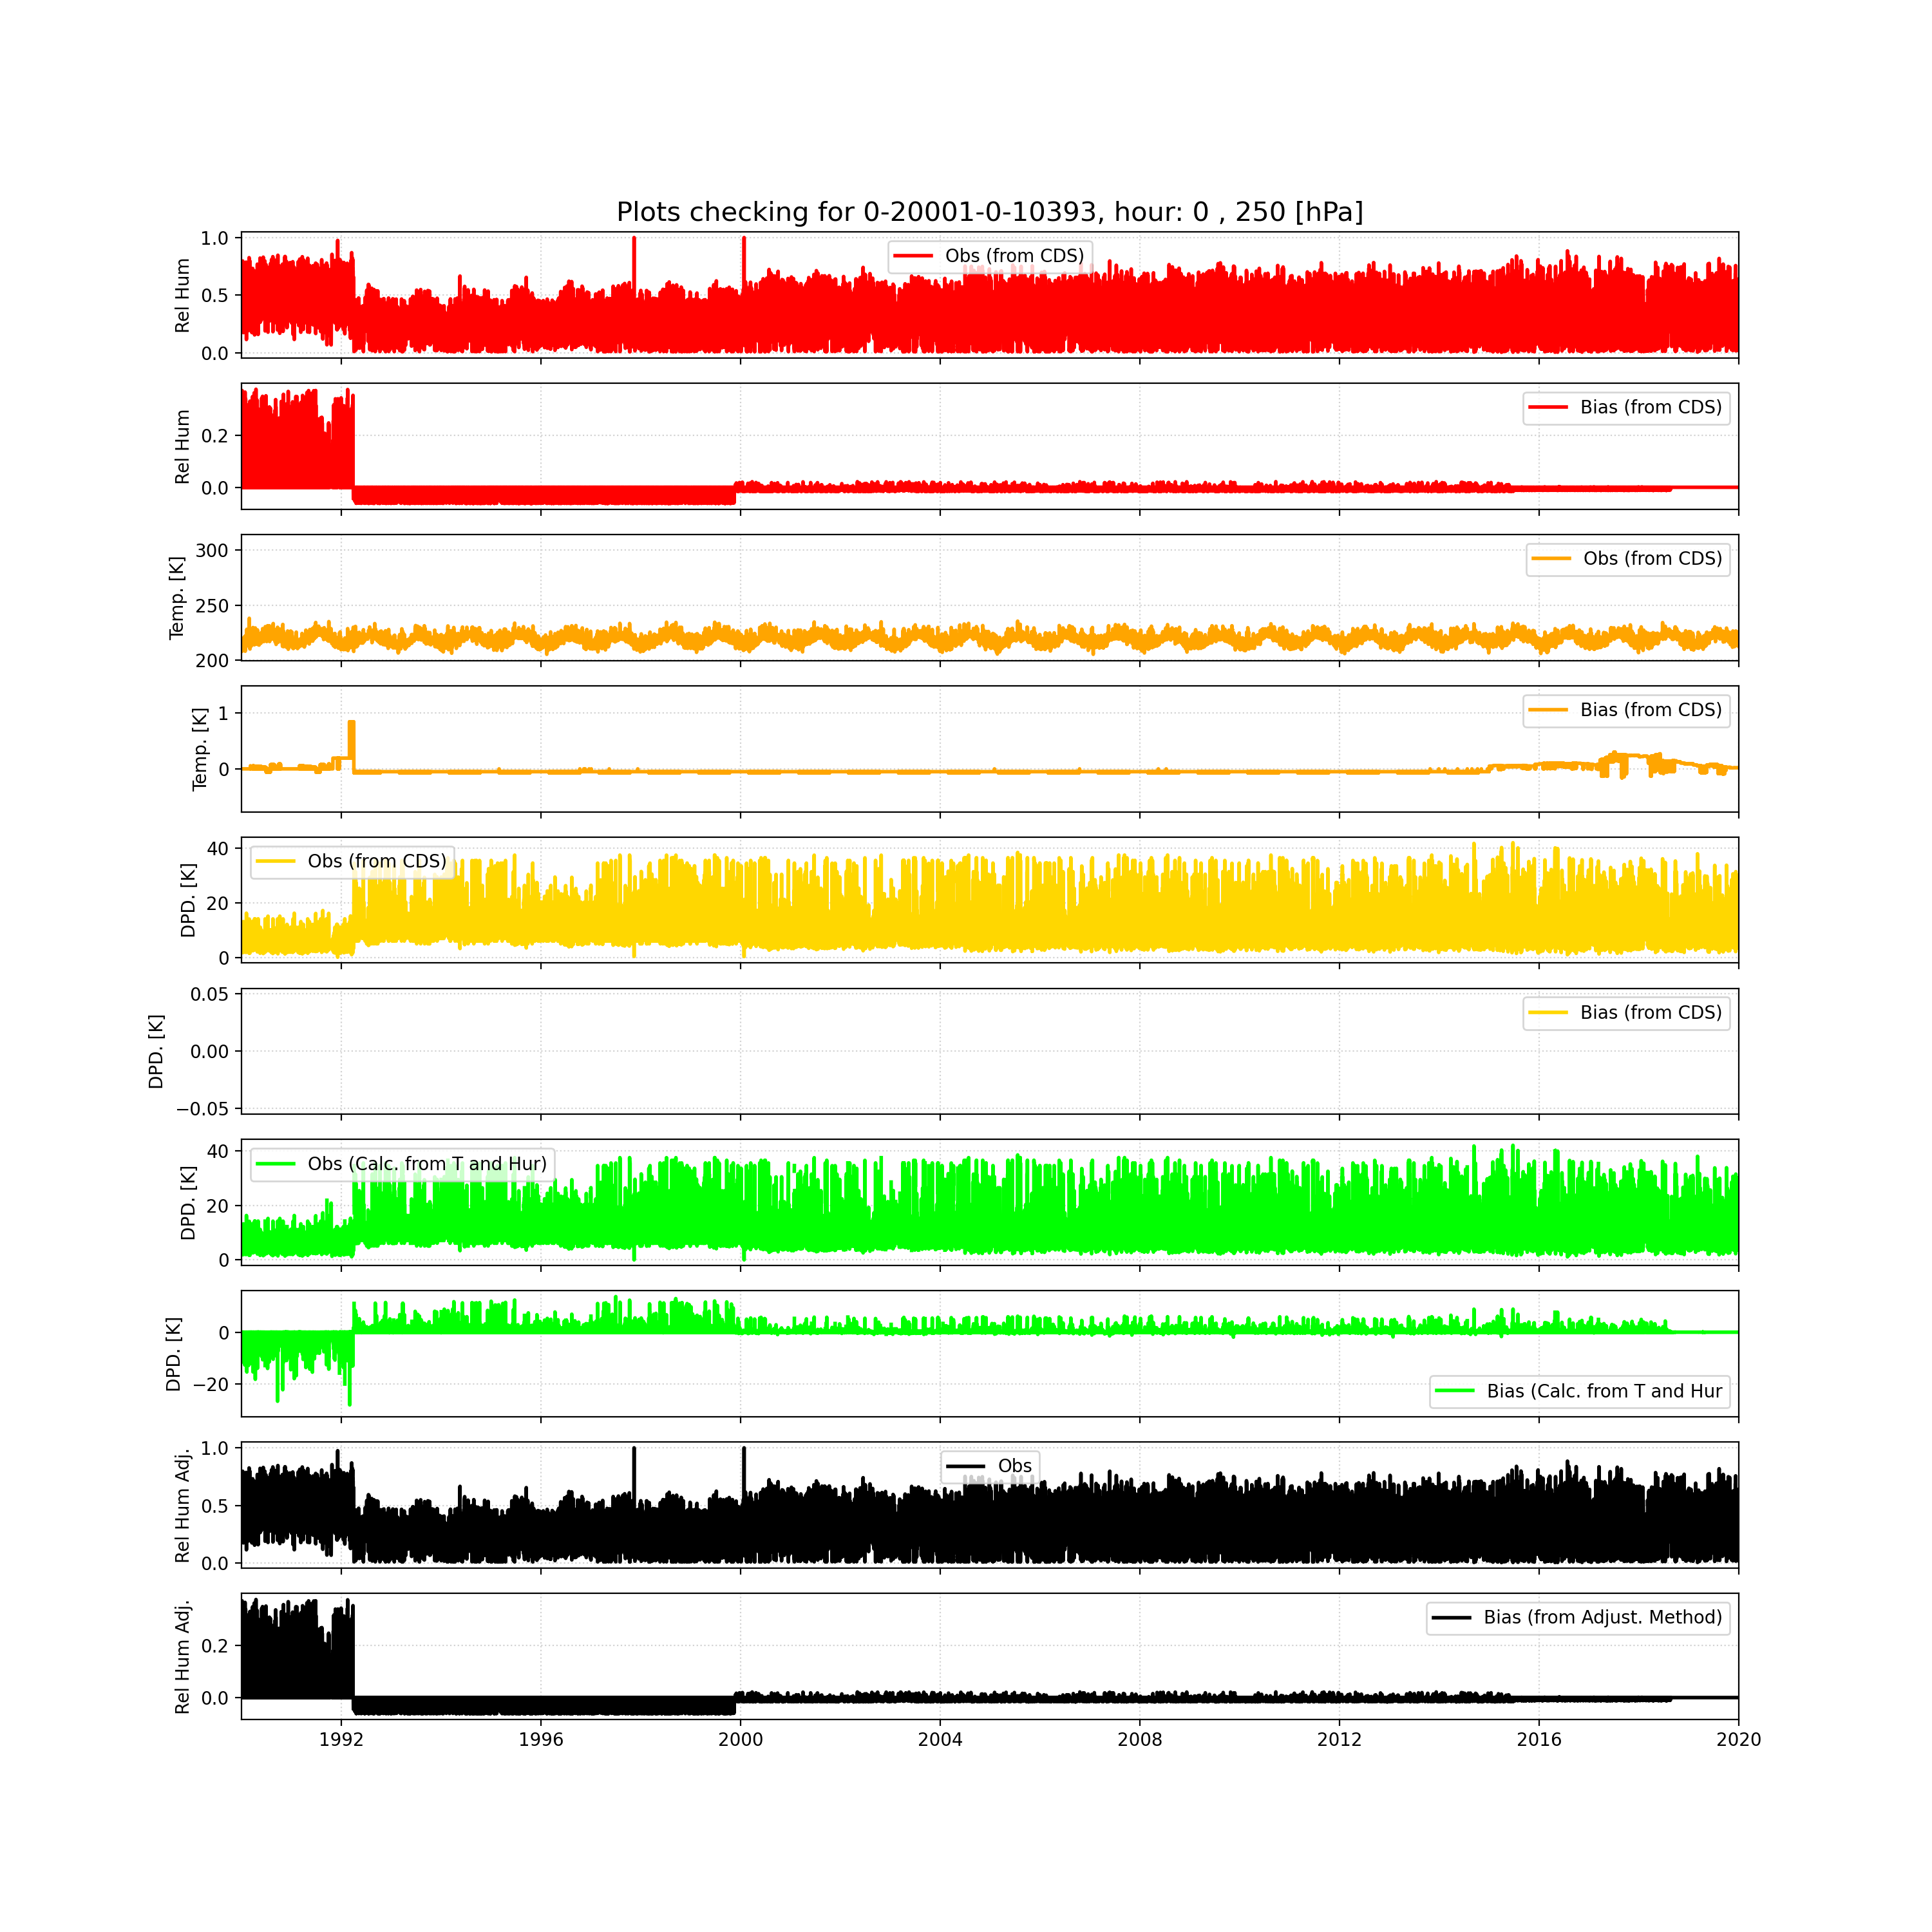 Plots checking for 0-20001-0-10393, hour: 0 , 250 [hPa]
1.0
0.5
0.0
Rel Hum
Obs (from CDS)
0.2
0.0
Rel Hum
Bias (from CDS)
300
250
200
Temp. [K]
Obs (from CDS)
1
0
Temp. [K]
Bias (from CDS)
40
20
0
DPD. [K]
Obs (from CDS)
0.05
0.00
−0.05
DPD. [K]
Bias (from CDS)
40
20
0
DPD. [K]
Obs (Calc. from T and Hur)
0
−20
DPD. [K]
Bias (Calc. from T and Hur
1.0
0.5
0.0
Rel Hum Adj.
Obs
0.2
0.0
Rel Hum Adj.
Bias (from Adjust. Method)
1992 1996 2000 2004 2008 2012 2016 2020